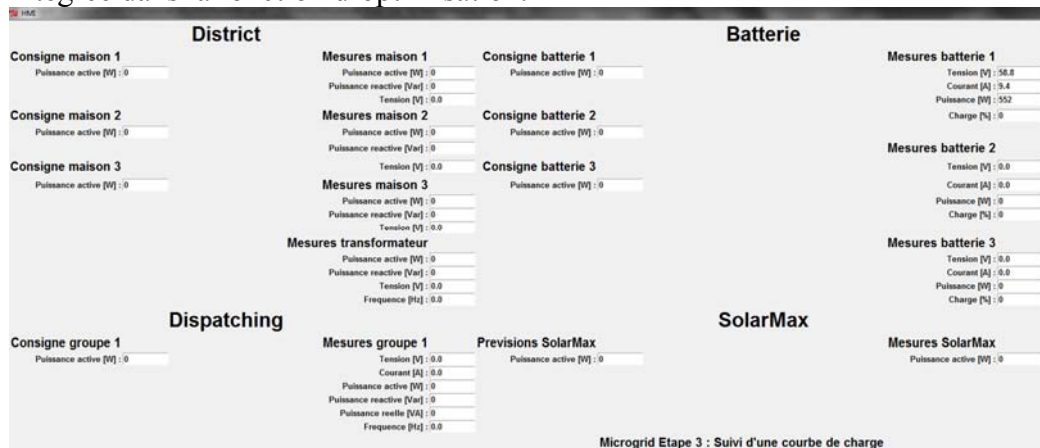 HMI
District
Batterie
Consigne maison 1
Puissance active [W] : 0
Mesures maison 1
Puissance active [W] : 0
Puissance reactive [Var] : 0
Tension [V] : 0.0
Consigne batterie 1
Puissance active [W] : 0
Mesures batterie 1
Tension [V] : 58.8
Courant [A] : 9.4
Puissance [W] : 552
Charge [%] : 0
Consigne maison 2
Puissance active [W] : 0
Mesures maison 2
Puissance active [W] : 0
Puissance reactive [Var] : 0
Tension [V] : 0.0
Consigne batterie 2
Puissance active [W] : 0
Mesures batterie 2
Tension [V] : 0.0
Courant [A] : 0.0
Puissance [W] : 0
Charge [%] : 0
Consigne maison 3
Puissance active [W] : 0
Mesures maison 3
Puissance active [W] : 0
Puissance reactive [Var] : 0
Tension [V] : 0.0
Consigne batterie 3
Puissance active [W] : 0
Mesures batterie 3
Tension [V] : 0.0
Courant [A] : 0.0
Puissance [W] : 0
Charge [%] : 0
Mesures transformateur
Puissance active [W] : 0
Puissance reactive [Var] : 0
Tension [V] : 0.0
Frequence [Hz] : 0.0
Dispatching
SolarMax
Consigne groupe 1
Puissance active [W] : 0
Mesures groupe 1
Tension [V] : 0.0
Courant [A] : 0.0
Puissance active [W] : 0
Puissance reactive [Var] : 0
Puissance reelle [VA] : 0
Frequence [Hz] : 0.0
Previsions SolarMax
Puissance active [W] : 0
Mesures SolarMax
Puissance active [W] : 0
Microgrid Etape 3 : Suivi d'une courbe de charge